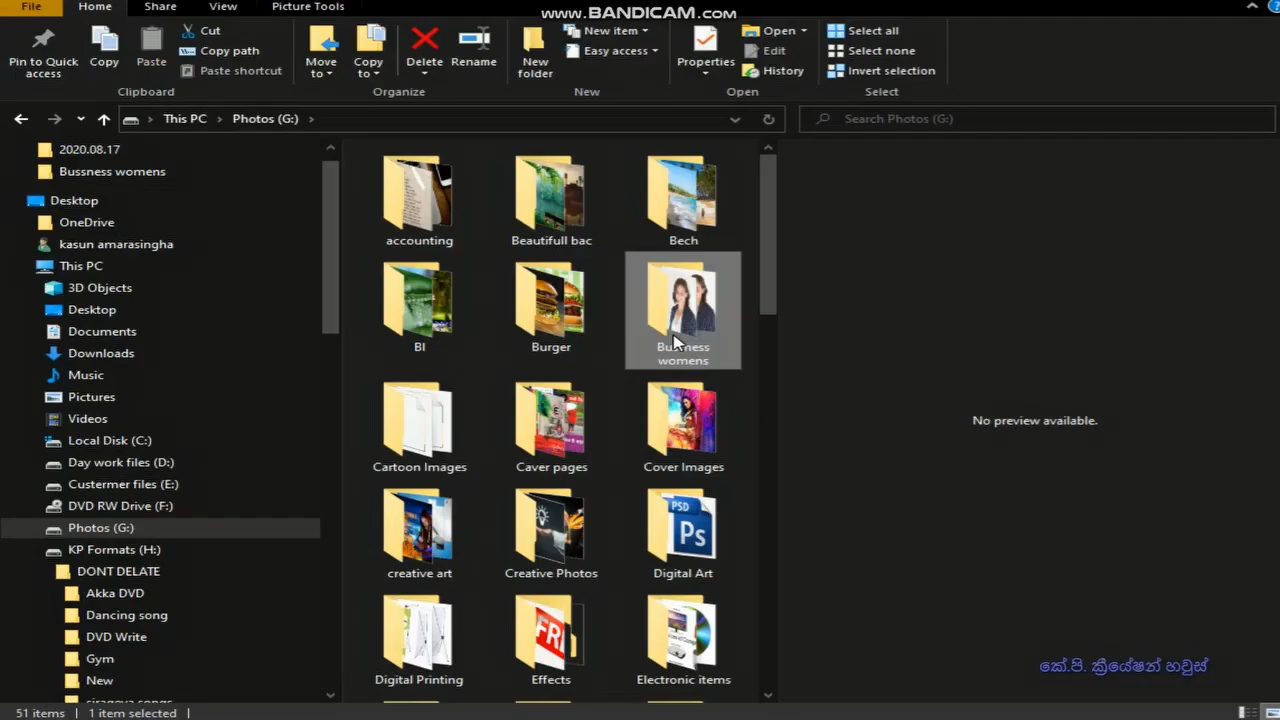 www.BANDICAM.com
File
Home
Share
View
Picture Tools
Pin to Quick access
Copy
Paste
Cut
Copy path
Paste shortcut
Clipboard
Move to
Copy to
Delete
Rename
Organize
New folder
New item
Easy access
New
Properties
Open
Edit
History
Open
Select all
Select none
Invert selection
Select
This PC
Photos (G:)
Search Photos (G:)
2020.08.17
Bussness womens
Desktop
OneDrive
kasun amarasingha
This PC
3D Objects
Desktop
Documents
Downloads
Music
Pictures
Videos
Local Disk (C:)
Day work files (D:)
Custermer files (E:)
DVD RW Drive (F:)
Photos (G:)
KP Formats (H:)
DONT DELATE
Akka DVD
Dancing song
DVD Write
Gym
New
accounting
Beautifull bac
Bech
BI
Burger
womens
Cartoon Images
Caver pages
Cover Images
creative art
Creative Photos
PSD
Ps
Digital Art
Digital Printing
Effects
Electronic items
No preview available.
කේ.පි. ක්‍රියේෂන් හවුස්
51 items
1 item selected